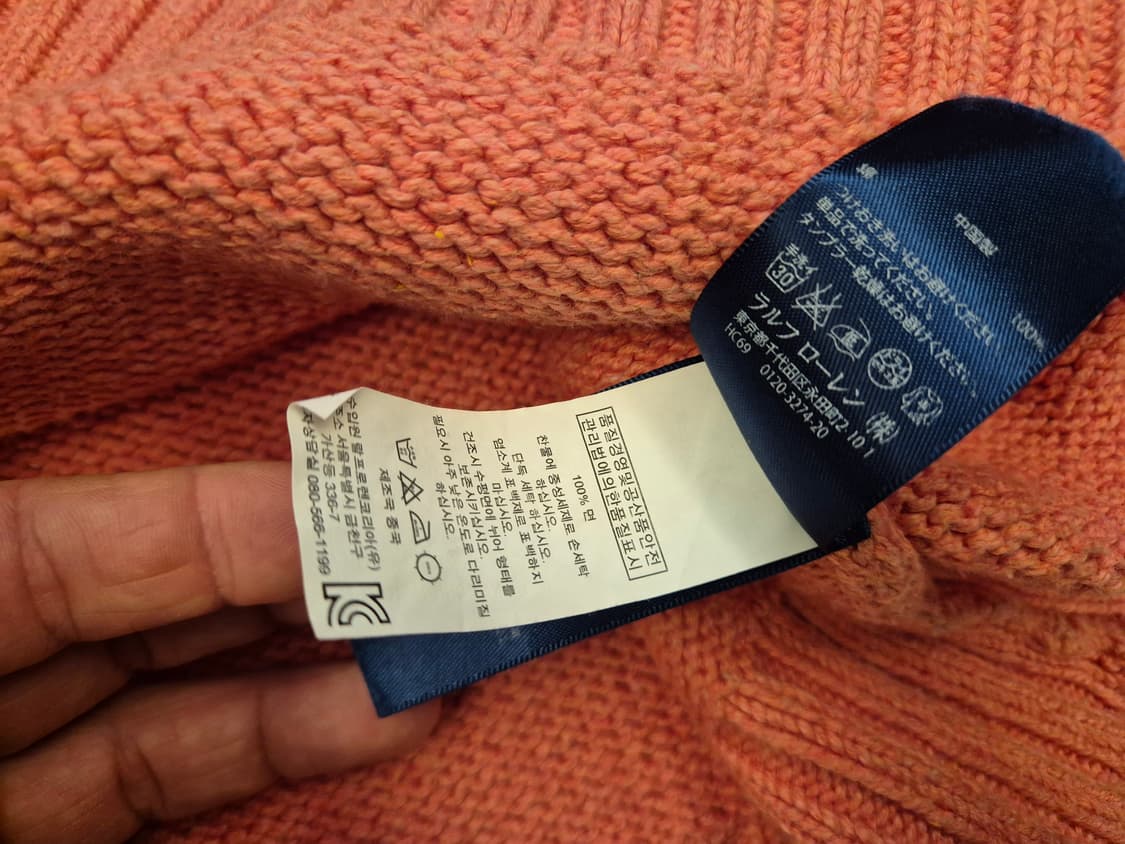 품질경영및공산품안전
관리법에의한품질표시
100% 면
찬물에 중성세제로 손세탁
하십시오.
단독 세탁 하십시오.
염소계 표백제로 표백하지
마십시오.
건조시 수평면에 뉘어 형태를
보존시키십시오.
필요시 아주 낮은 온도로 다리미질
하십시오.
제조국 중국
수입원 랄프로렌코리아(유)
주소 서울특별시 금천구
가산동 336-7
상담실 080-566-1199
綿 100%
中国製
つけおき洗いはお避けください
単品で洗ってください。
タンブラー乾燥はお避けください。
手洗イ
30
ラルフ ローレン (株)
東京都千代田区永田町2 10 1
HC69 0120-3274-20